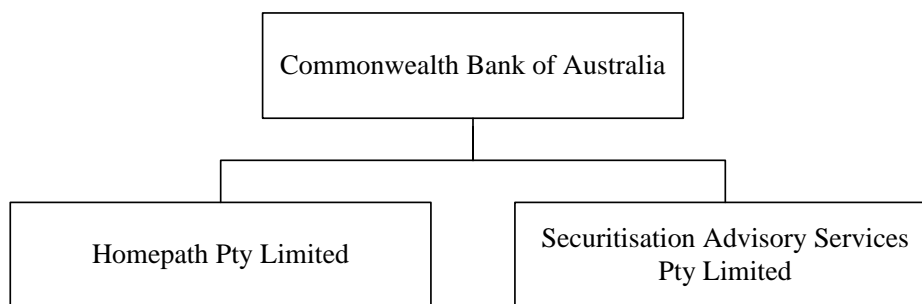 Commonwealth Bank of Australia
Homepath Pty Limited
Securitisation Advisory Services
Pty Limited